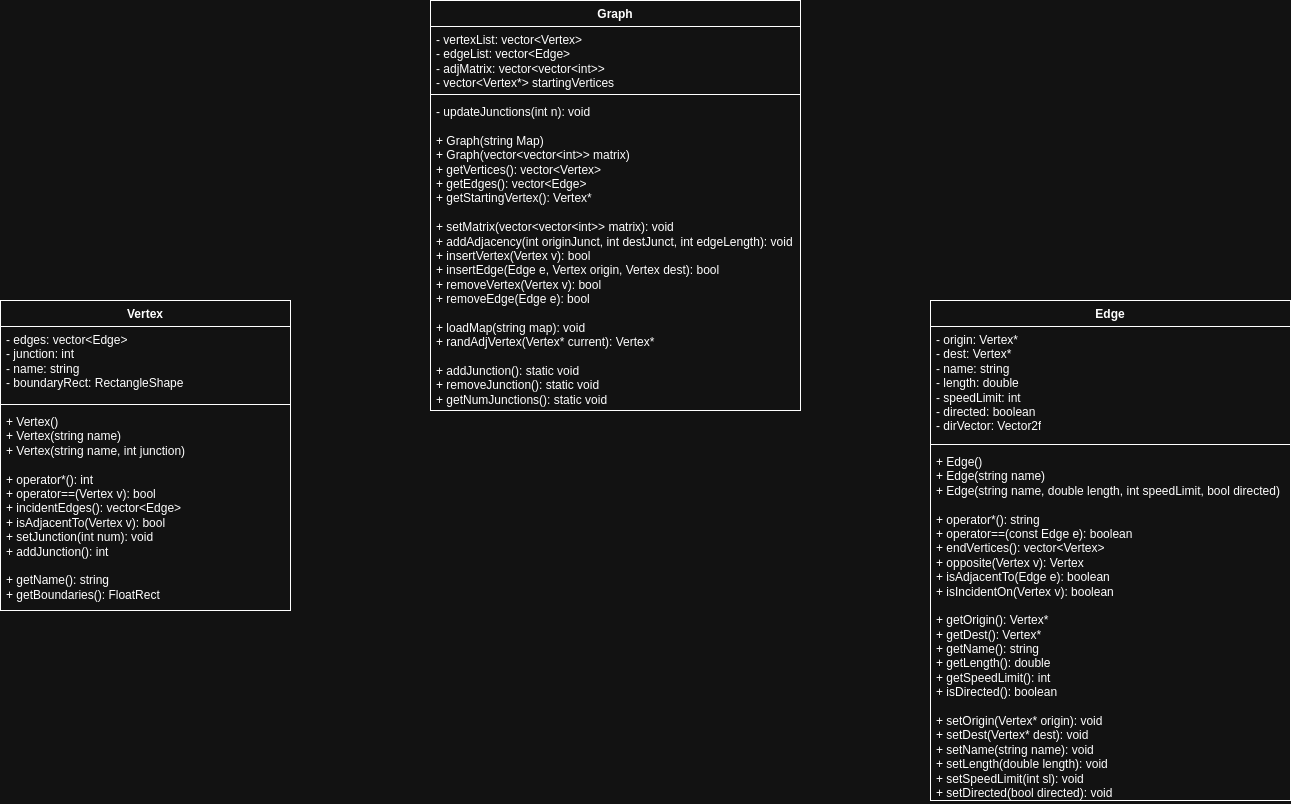 Graph
- vertexList: vector<Vertex>
- edgeList: vector<Edge>
- adjMatrix: vector<vector<int>>
- vector<Vertex*> startingVertices
- updateJunctions(int n): void
+ Graph(string Map)
+ Graph(vector<vector<int>> matrix)
+ getVertices(): vector<Vertex>
+ getEdges(): vector<Edge>
+ getStartingVertex(): Vertex*
+ setMatrix(vector<vector<int>> matrix): void
+ addAdjacency(int originJunct, int destJunct, int edgeLength): void
+ insertVertex(Vertex v): bool
+ insertEdge(Edge e, Vertex origin, Vertex dest): bool
+ removeVertex(Vertex v): bool
+ removeEdge(Edge e): bool
+ loadMap(string map): void
+ randAdjVertex(Vertex* current): Vertex*
+ addJunction(): static void
+ removeJunction(): static void
+ getNumJunctions(): static void
Vertex
- edges: vector<Edge>
- junction: int
- name: string
- boundaryRect: RectangleShape
+ Vertex()
+ Vertex(string name)
+ Vertex(string name, int junction)
+ operator*(): int
+ operator==(Vertex v): bool
+ incidentEdges(): vector<Edge>
+ isAdjacentTo(Vertex v): bool
+ setJunction(int num): void
+ addJunction(): int
+ getName(): string
+ getBoundaries(): FloatRect
Edge
- origin: Vertex*
- dest: Vertex*
- name: string
- length: double
- speedLimit: int
- directed: boolean
- dirVector: Vector2f
+ Edge()
+ Edge(string name)
+ Edge(string name, double length, int speedLimit, bool directed)
+ operator*(): string
+ operator==(const Edge e): boolean
+ endVertices(): vector<Vertex>
+ opposite(Vertex v): Vertex
+ isAdjacentTo(Edge e): boolean
+ isIncidentOn(Vertex v): boolean
+ getOrigin(): Vertex*
+ getDest(): Vertex*
+ getName(): string
+ getLength(): double
+ getSpeedLimit(): int
+ isDirected(): boolean
+ setOrigin(Vertex* origin): void
+ setDest(Vertex* dest): void
+ setName(string name): void
+ setLength(double length): void
+ setSpeedLimit(int sl): void
+ setDirected(bool directed): void